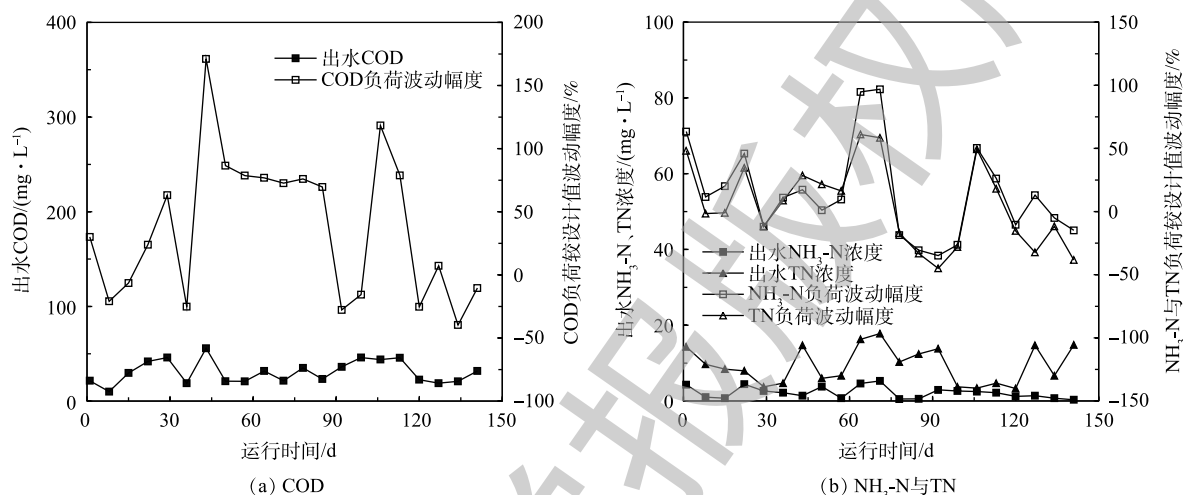 400
300
200
100
0
出水COD/(mg·L⁻¹)
200
150
100
50
0
−50
−100
COD负荷较设计值波动幅度/%
出水COD
COD负荷波动幅度
0 30 60 90 120 150
运行时间/d
(a) COD
100
80
60
40
20
0
出水NH₃-N、TN浓度/(mg·L⁻¹)
150
100
50
0
−50
−100
−150
NH₃-N与TN负荷较设计值波动幅度/%
出水NH₃-N浓度
出水TN浓度
NH₃-N负荷波动幅度
TN负荷波动幅度
0 30 60 90 120 150
运行时间/d
(b) NH₃-N与TN
报版权